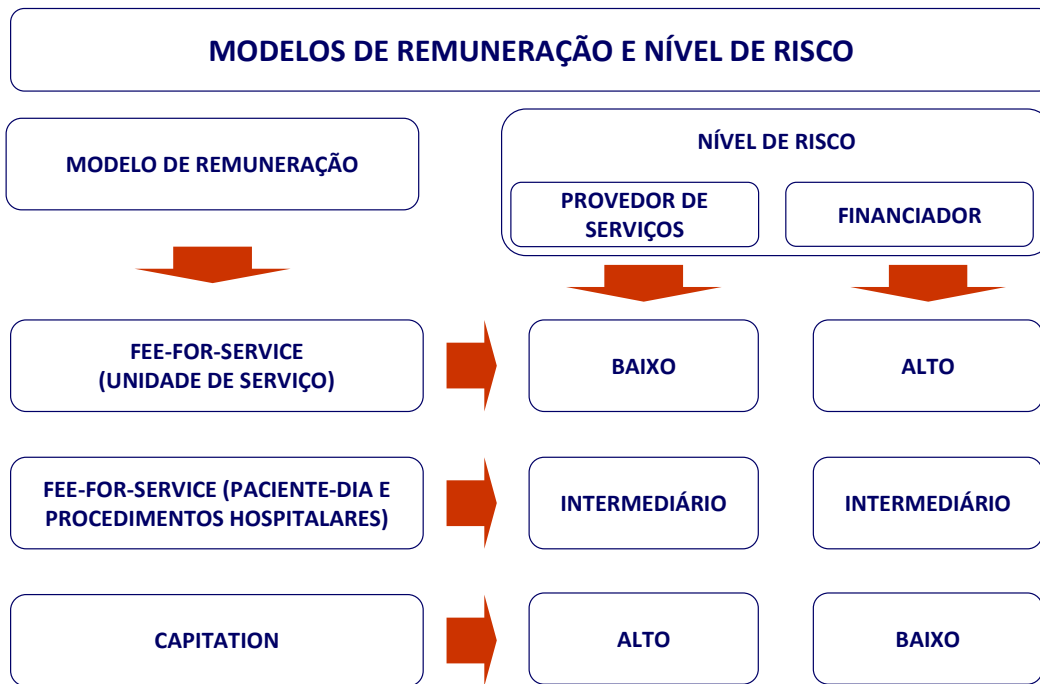 MODELOS DE REMUNERAÇÃO E NÍVEL DE RISCO
MODELO DE REMUNERAÇÃO
NÍVEL DE RISCO
PROVEDOR DE
SERVIÇOS
FINANCIADOR
FEE-FOR-SERVICE
(UNIDADE DE SERVIÇO)
BAIXO
ALTO
FEE-FOR-SERVICE (PACIENTE-DIA E
PROCEDIMENTOS HOSPITALARES)
INTERMEDIÁRIO
INTERMEDIÁRIO
CAPITATION
ALTO
BAIXO